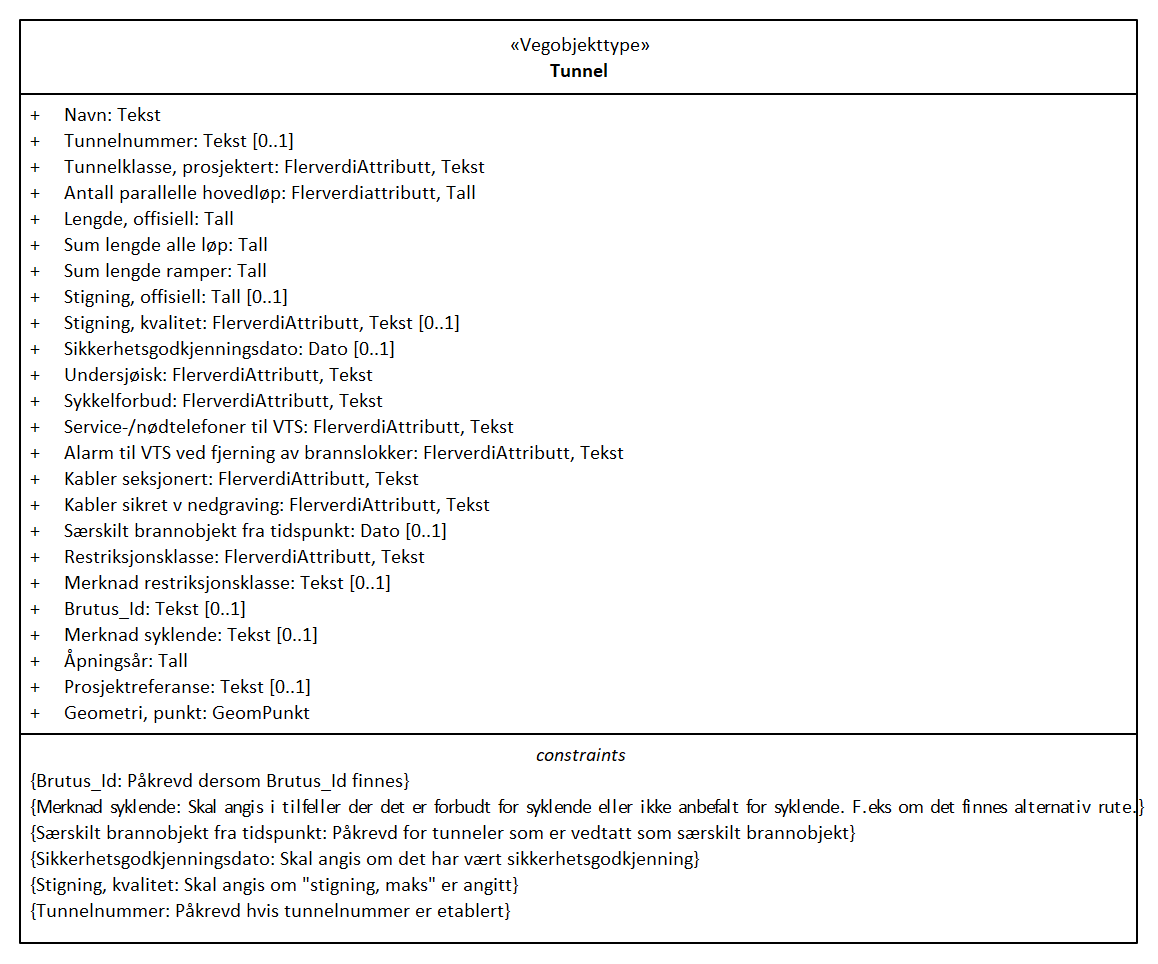 «Vegobjekttype»
Tunnel
+ Navn: Tekst
+ Tunnelnummer: Tekst [0..1]
+ Tunnelklasse, prosjektert: FlerverdiAttributt, Tekst
+ Antall parallelle hovedløp: Flerverdiattributt, Tall
+ Lengde, offisiell: Tall
+ Sum lengde alle løp: Tall
+ Sum lengde ramper: Tall
+ Stigning, offisiell: Tall [0..1]
+ Stigning, kvalitet: FlerverdiAttributt, Tekst [0..1]
+ Sikkerhetsgodkjenningsdato: Dato [0..1]
+ Undersjøisk: FlerverdiAttributt, Tekst
+ Sykkelforbud: FlerverdiAttributt, Tekst
+ Service-/nødtelefoner til VTS: FlerverdiAttributt, Tekst
+ Alarm til VTS ved fjerning av brannslokker: FlerverdiAttributt, Tekst
+ Kabler seksjonert: FlerverdiAttributt, Tekst
+ Kabler sikret v nedgraving: FlerverdiAttributt, Tekst
+ Særskilt brannobjekt fra tidspunkt: Dato [0..1]
+ Restriksjonsklasse: FlerverdiAttributt, Tekst
+ Merknad restriksjonsklasse: Tekst [0..1]
+ Brutus_Id: Tekst [0..1]
+ Merknad syklende: Tekst [0..1]
+ Åpningsår: Tall
+ Prosjektreferanse: Tekst [0..1]
+ Geometri, punkt: GeomPunkt
constraints
{Brutus_Id: Påkrevd dersom Brutus_Id finnes}
{Merknad syklende: Skal angis i tilfeller der det er forbudt for syklende eller ikke anbefalt for syklende. F.eks om det finnes alternativ rute.}
{Særskilt brannobjekt fra tidspunkt: Påkrevd for tunneler som er vedtatt som særskilt brannobjekt}
{Sikkerhetsgodkjenningsdato: Skal angis om det har vært sikkerhetsgodkjenning}
{Stigning, kvalitet: Skal angis om "stigning, maks" er angitt}
{Tunnelnummer: Påkrevd hvis tunnelnummer er etablert}